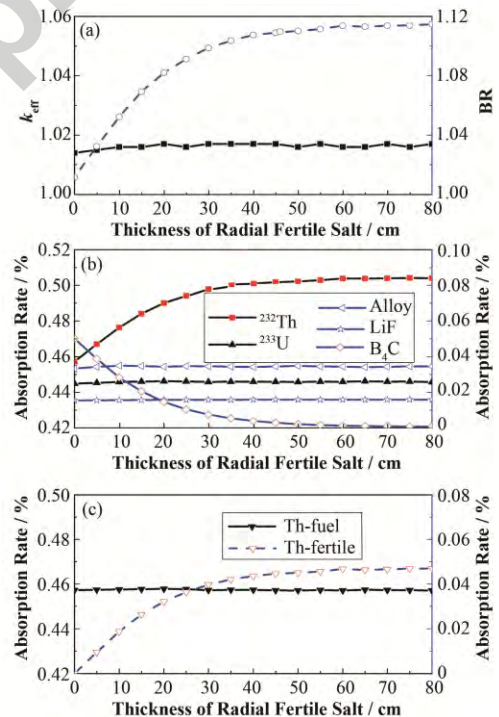 (a)
1.06
1.04
1.02
1.00
k_eff
1.12
1.08
1.04
1.00
BR
0 10 20 30 40 50 60 70 80
Thickness of Radial Fertile Salt / cm
(b)
0.52
0.50
0.48
0.46
0.44
0.42
Absorption Rate / %
232Th
233U
Alloy
LiF
B4C
0.10
0.08
0.06
0.04
0.02
0
Absorption Rate / %
0 10 20 30 40 50 60 70 80
Thickness of Radial Fertile Salt / cm
(c)
0.50
0.48
0.46
0.44
0.42
Absorption Rate / %
Th-fuel
Th-fertile
0.08
0.06
0.04
0.02
0
Absorption Rate / %
0 10 20 30 40 50 60 70 80
Thickness of Radial Fertile Salt / cm